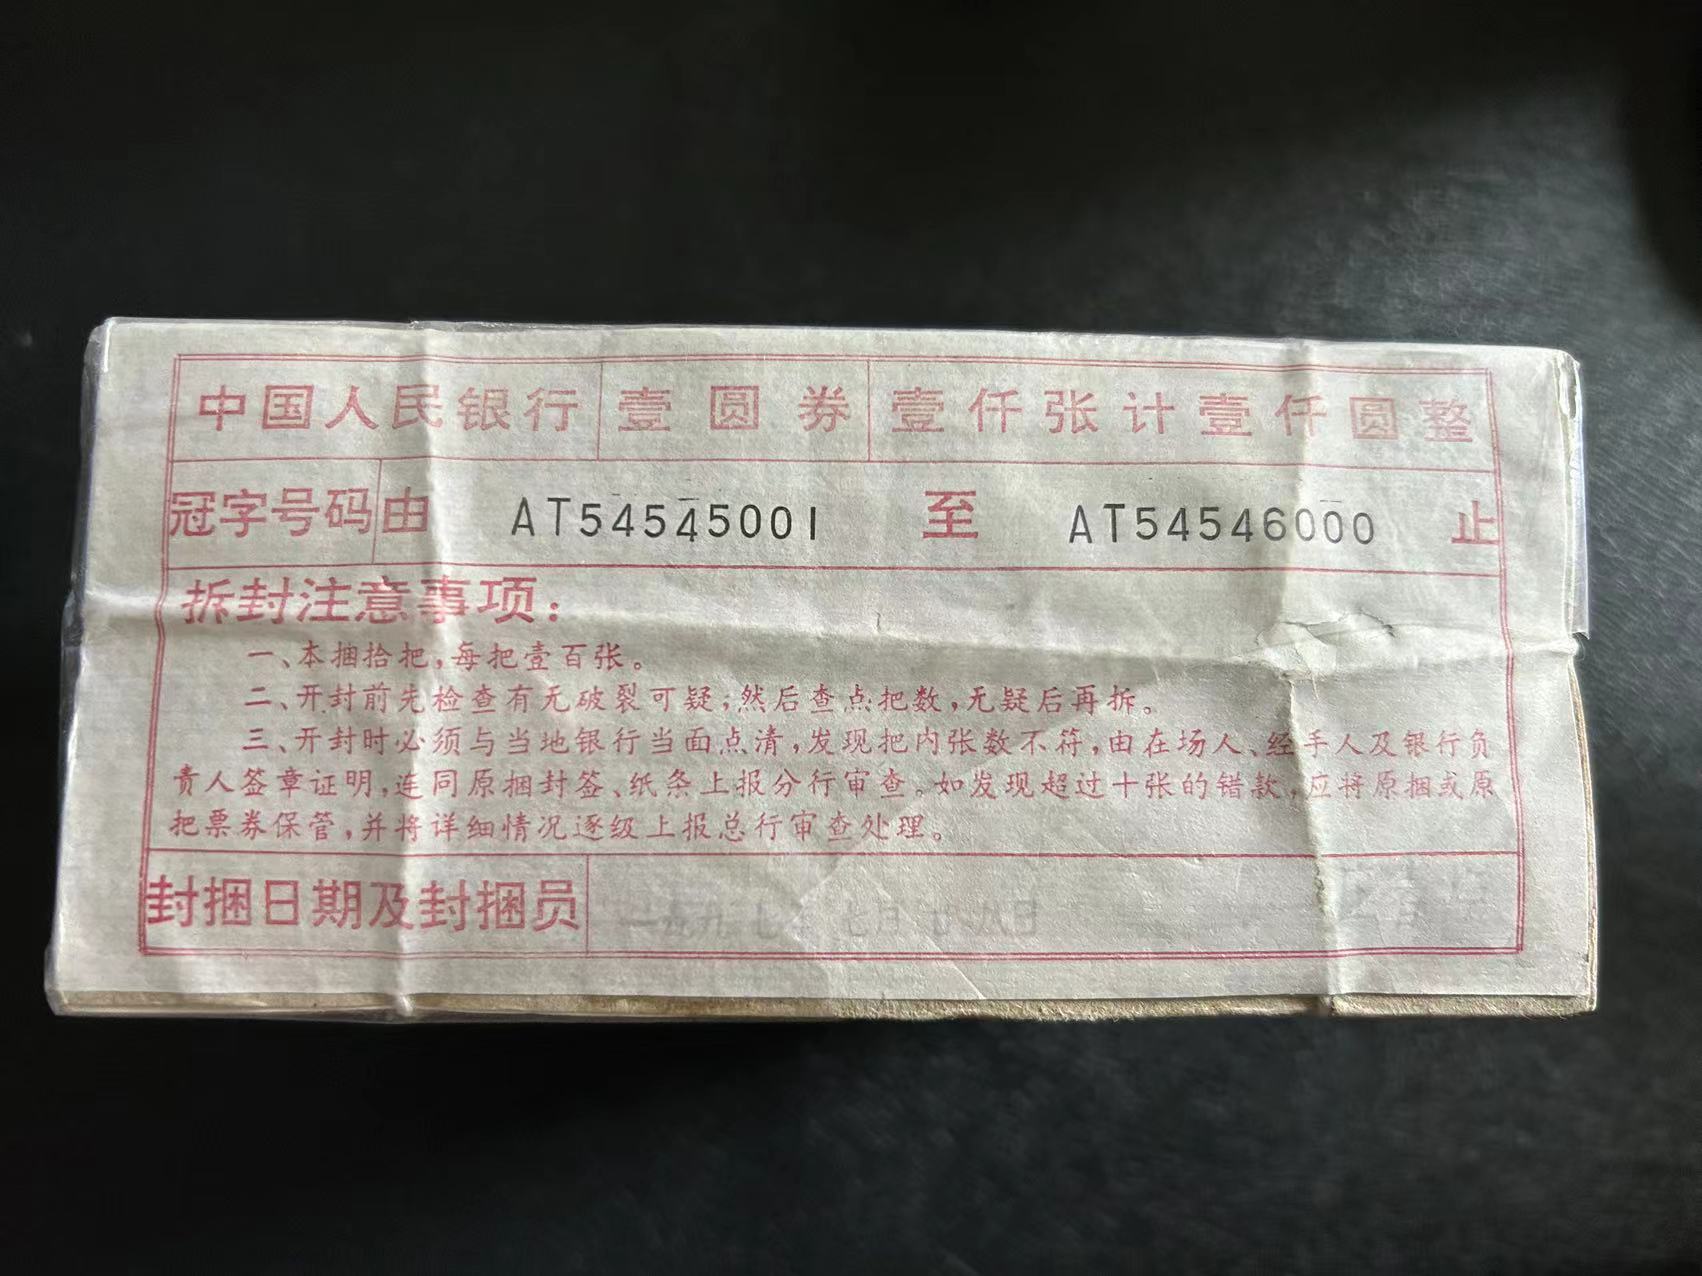 中国人民银行 壹圆券 壹仟张计壹仟圆整
冠字号码由 AT54545001 至 AT54546000 止
拆封注意事项：
一、本捆拾把，每把壹百张。
二、开封前先检查有无破裂可疑；然后查点把数，无疑后再拆。
三、开封时必须与当地银行当面点清，发现把内张数不符，由在场人、经手人及银行负
责人签章证明，连同原捆封签、纸条上报分行审查。如发现超过十张的错款，应将原捆或原
把票券保管，并将详细情况逐级上报总行审查处理。
封捆日期及封捆员